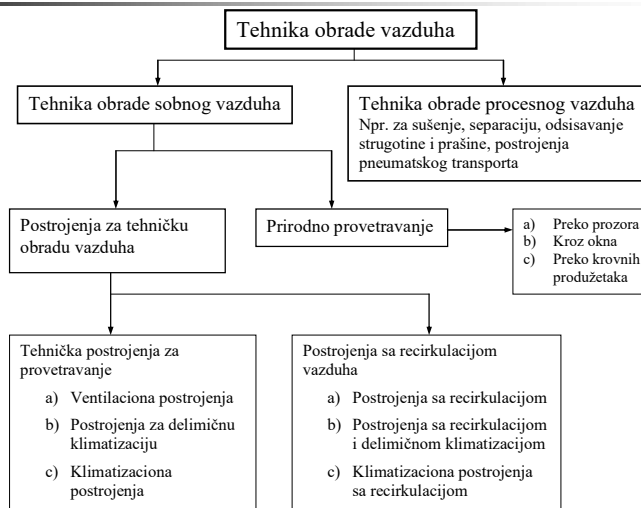 Tehnika obrade vazduha
Tehnika obrade sobnog vazduha
Tehnika obrade procesnog vazduha
Npr. za sušenje, separaciju, odsisavanje
strugotine i prašine, postrojenja
pneumatskog transporta
Postrojenja za tehničku
obradu vazduha
Prirodno provetravanje
a) Preko prozora
b) Kroz okna
c) Preko krovnih
produžetaka
Tehnička postrojenja za
provetravanje
a) Ventilaciona postrojenja
b) Postrojenja za delimičnu
klimatizaciju
c) Klimatizaciona
postrojenja
Postrojenja sa recirkulacijom
vazduha
a) Postrojenja sa recirkulacijom
b) Postrojenja sa recirkulacijom
i delimičnom klimatizacijom
c) Klimatizaciona postrojenja
sa recirkulacijom